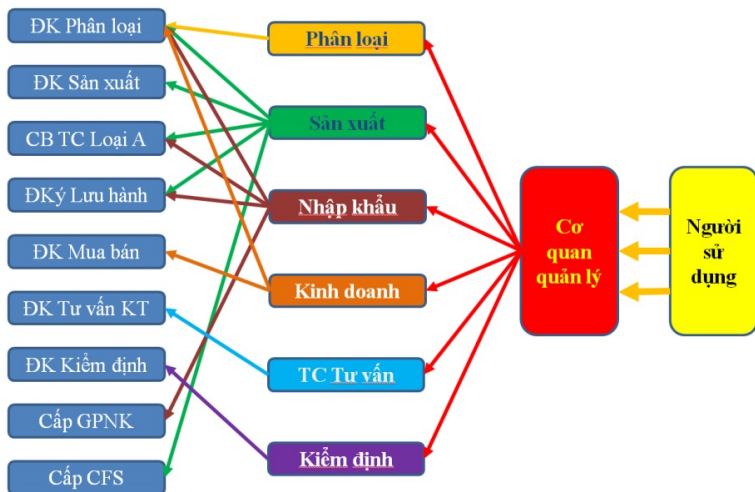 ĐK Phân loại
ĐK Sản xuất
CB TC Loại A
ĐKý Lưu hành
ĐK Mua bán
ĐK Tư vấn KT
ĐK Kiểm định
Cấp GPNK
Cấp CFS
Phân loại
Sản xuất
Nhập khẩu
Kinh doanh
TC Tư vấn
Kiểm định
Cơ
quan
quản lý
Người
sử
dụng